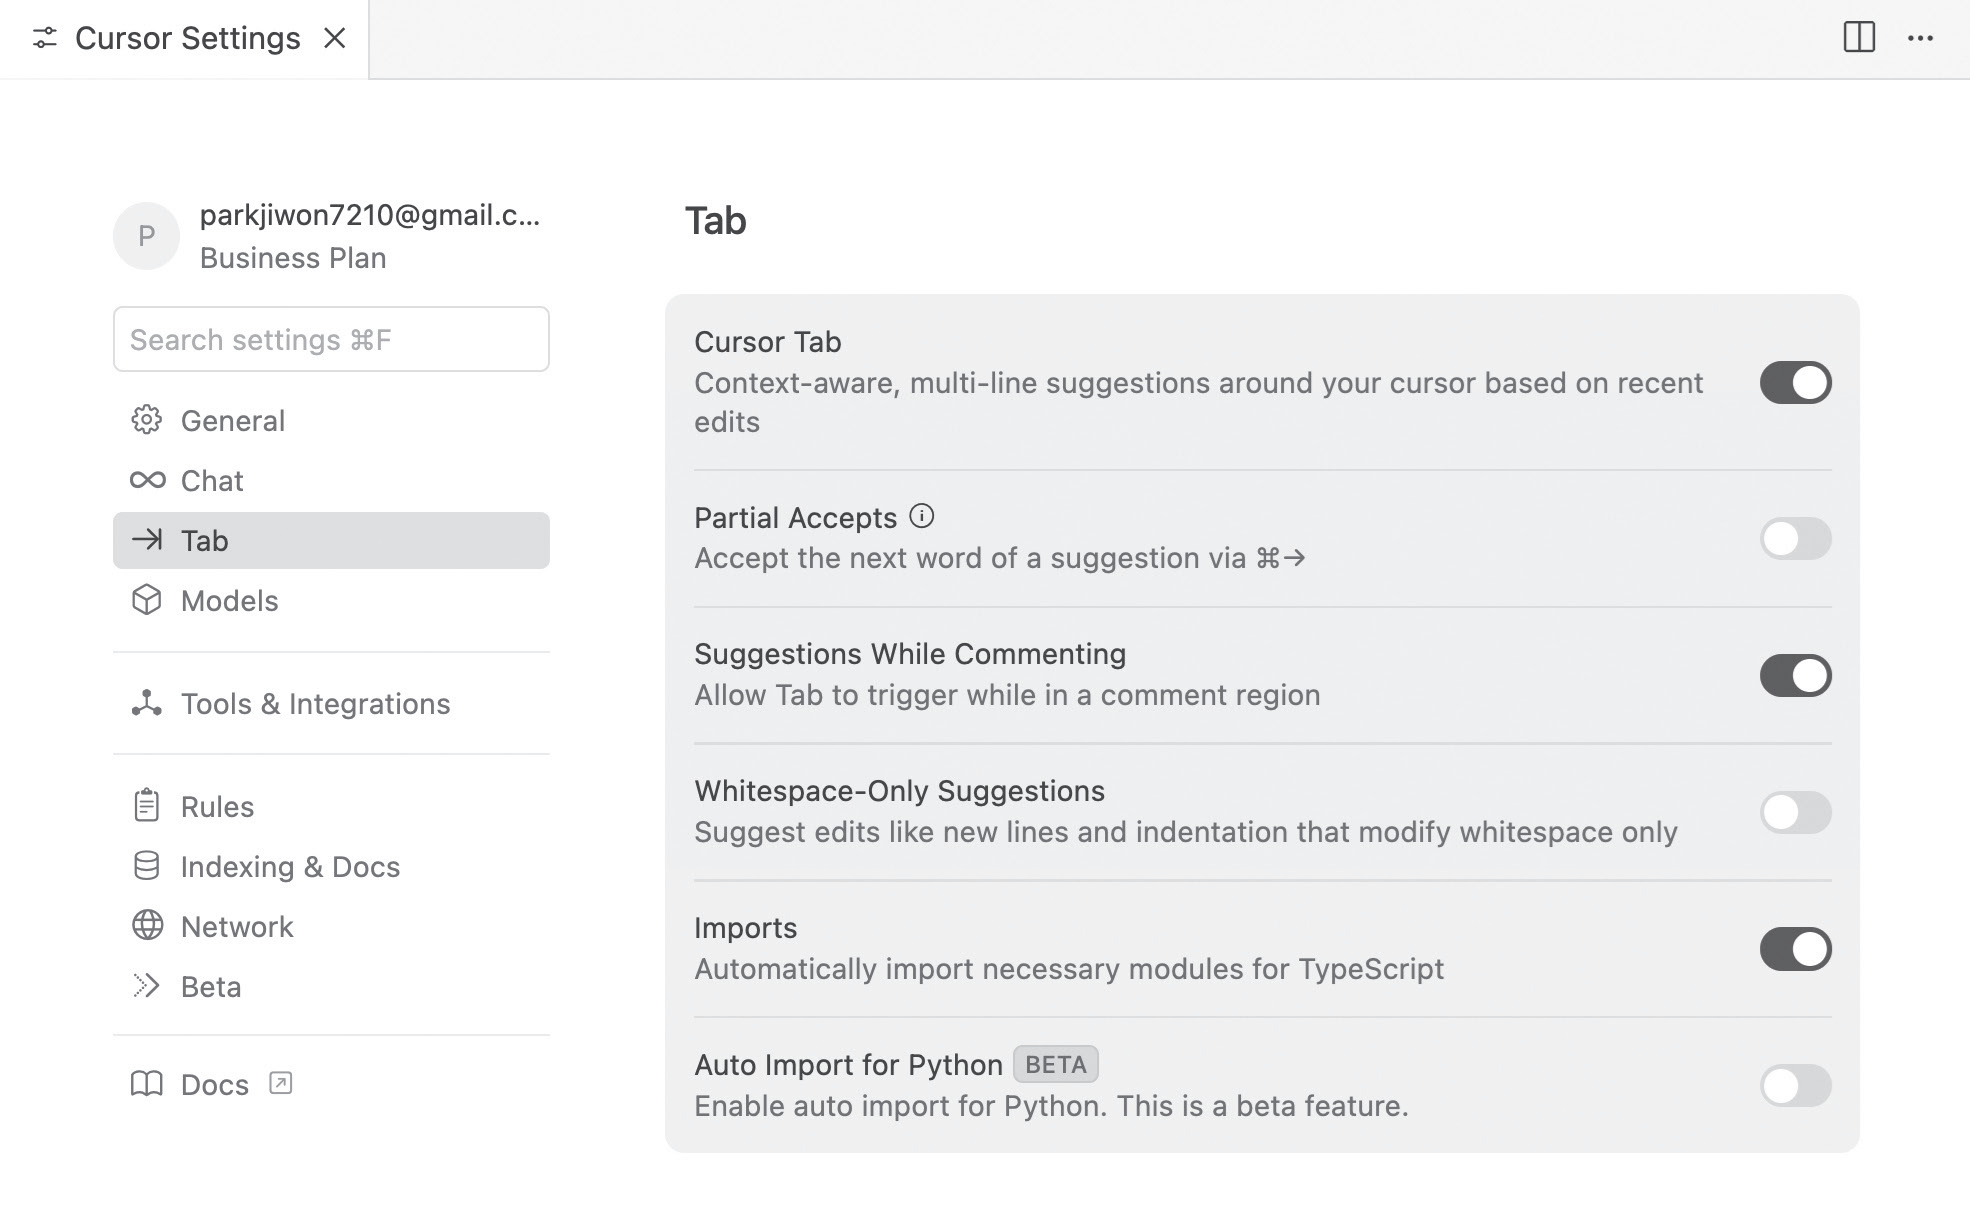 Cursor Settings
P
parkjiwon7210@gmail.c...
Business Plan
Search settings ⌘F
General
Chat
Tab
Models
Tools & Integrations
Rules
Indexing & Docs
Network
Beta
Docs
Tab
Cursor Tab
Context-aware, multi-line suggestions around your cursor based on recent
edits
Partial Accepts
Accept the next word of a suggestion via ⌘→
Suggestions While Commenting
Allow Tab to trigger while in a comment region
Whitespace-Only Suggestions
Suggest edits like new lines and indentation that modify whitespace only
Imports
Automatically import necessary modules for TypeScript
Auto Import for Python BETA
Enable auto import for Python. This is a beta feature.